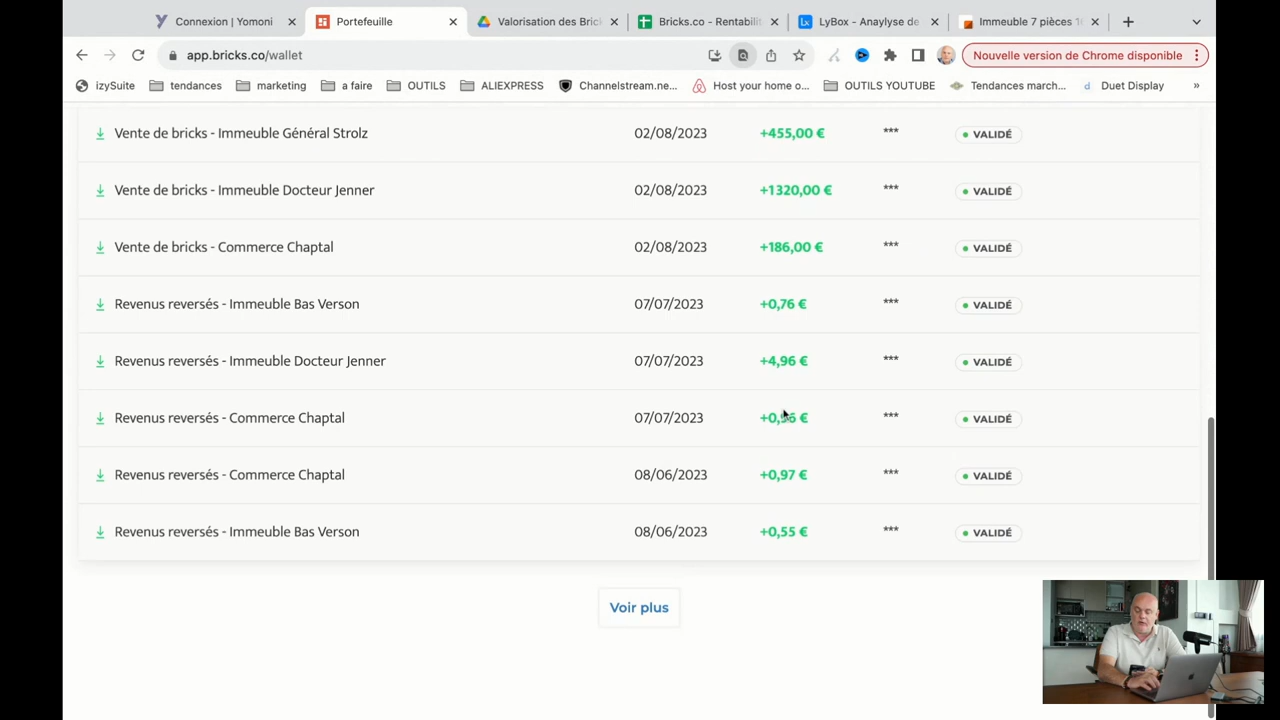 Connexion | Yomoni
Portefeuille
Valorisation des Brick
Bricks.co - Rentabilit
LyBox - Anaylyse de
Immeuble 7 pièces
app.bricks.co/wallet
Nouvelle version de Chrome disponible
izySuite
tendances
marketing
a faire
OUTILS
ALIEXPRESS
Channelstream.ne...
Host your home o...
OUTILS YOUTUBE
Tendances march...
Duet Display
»
Vente de bricks - Immeuble Général Strolz 02/08/2023 +455,00 € *** VALIDÉ
Vente de bricks - Immeuble Docteur Jenner 02/08/2023 +1320,00 € *** VALIDÉ
Vente de bricks - Commerce Chaptal 02/08/2023 +186,00 € *** VALIDÉ
Revenus reversés - Immeuble Bas Verson 07/07/2023 +0,76 € *** VALIDÉ
Revenus reversés - Immeuble Docteur Jenner 07/07/2023 +4,96 € *** VALIDÉ
Revenus reversés - Commerce Chaptal 07/07/2023 *** VALIDÉ
Revenus reversés - Commerce Chaptal 08/06/2023 +0,97 € *** VALIDÉ
Revenus reversés - Immeuble Bas Verson 08/06/2023 +0,55 € *** VALIDÉ
Voir plus